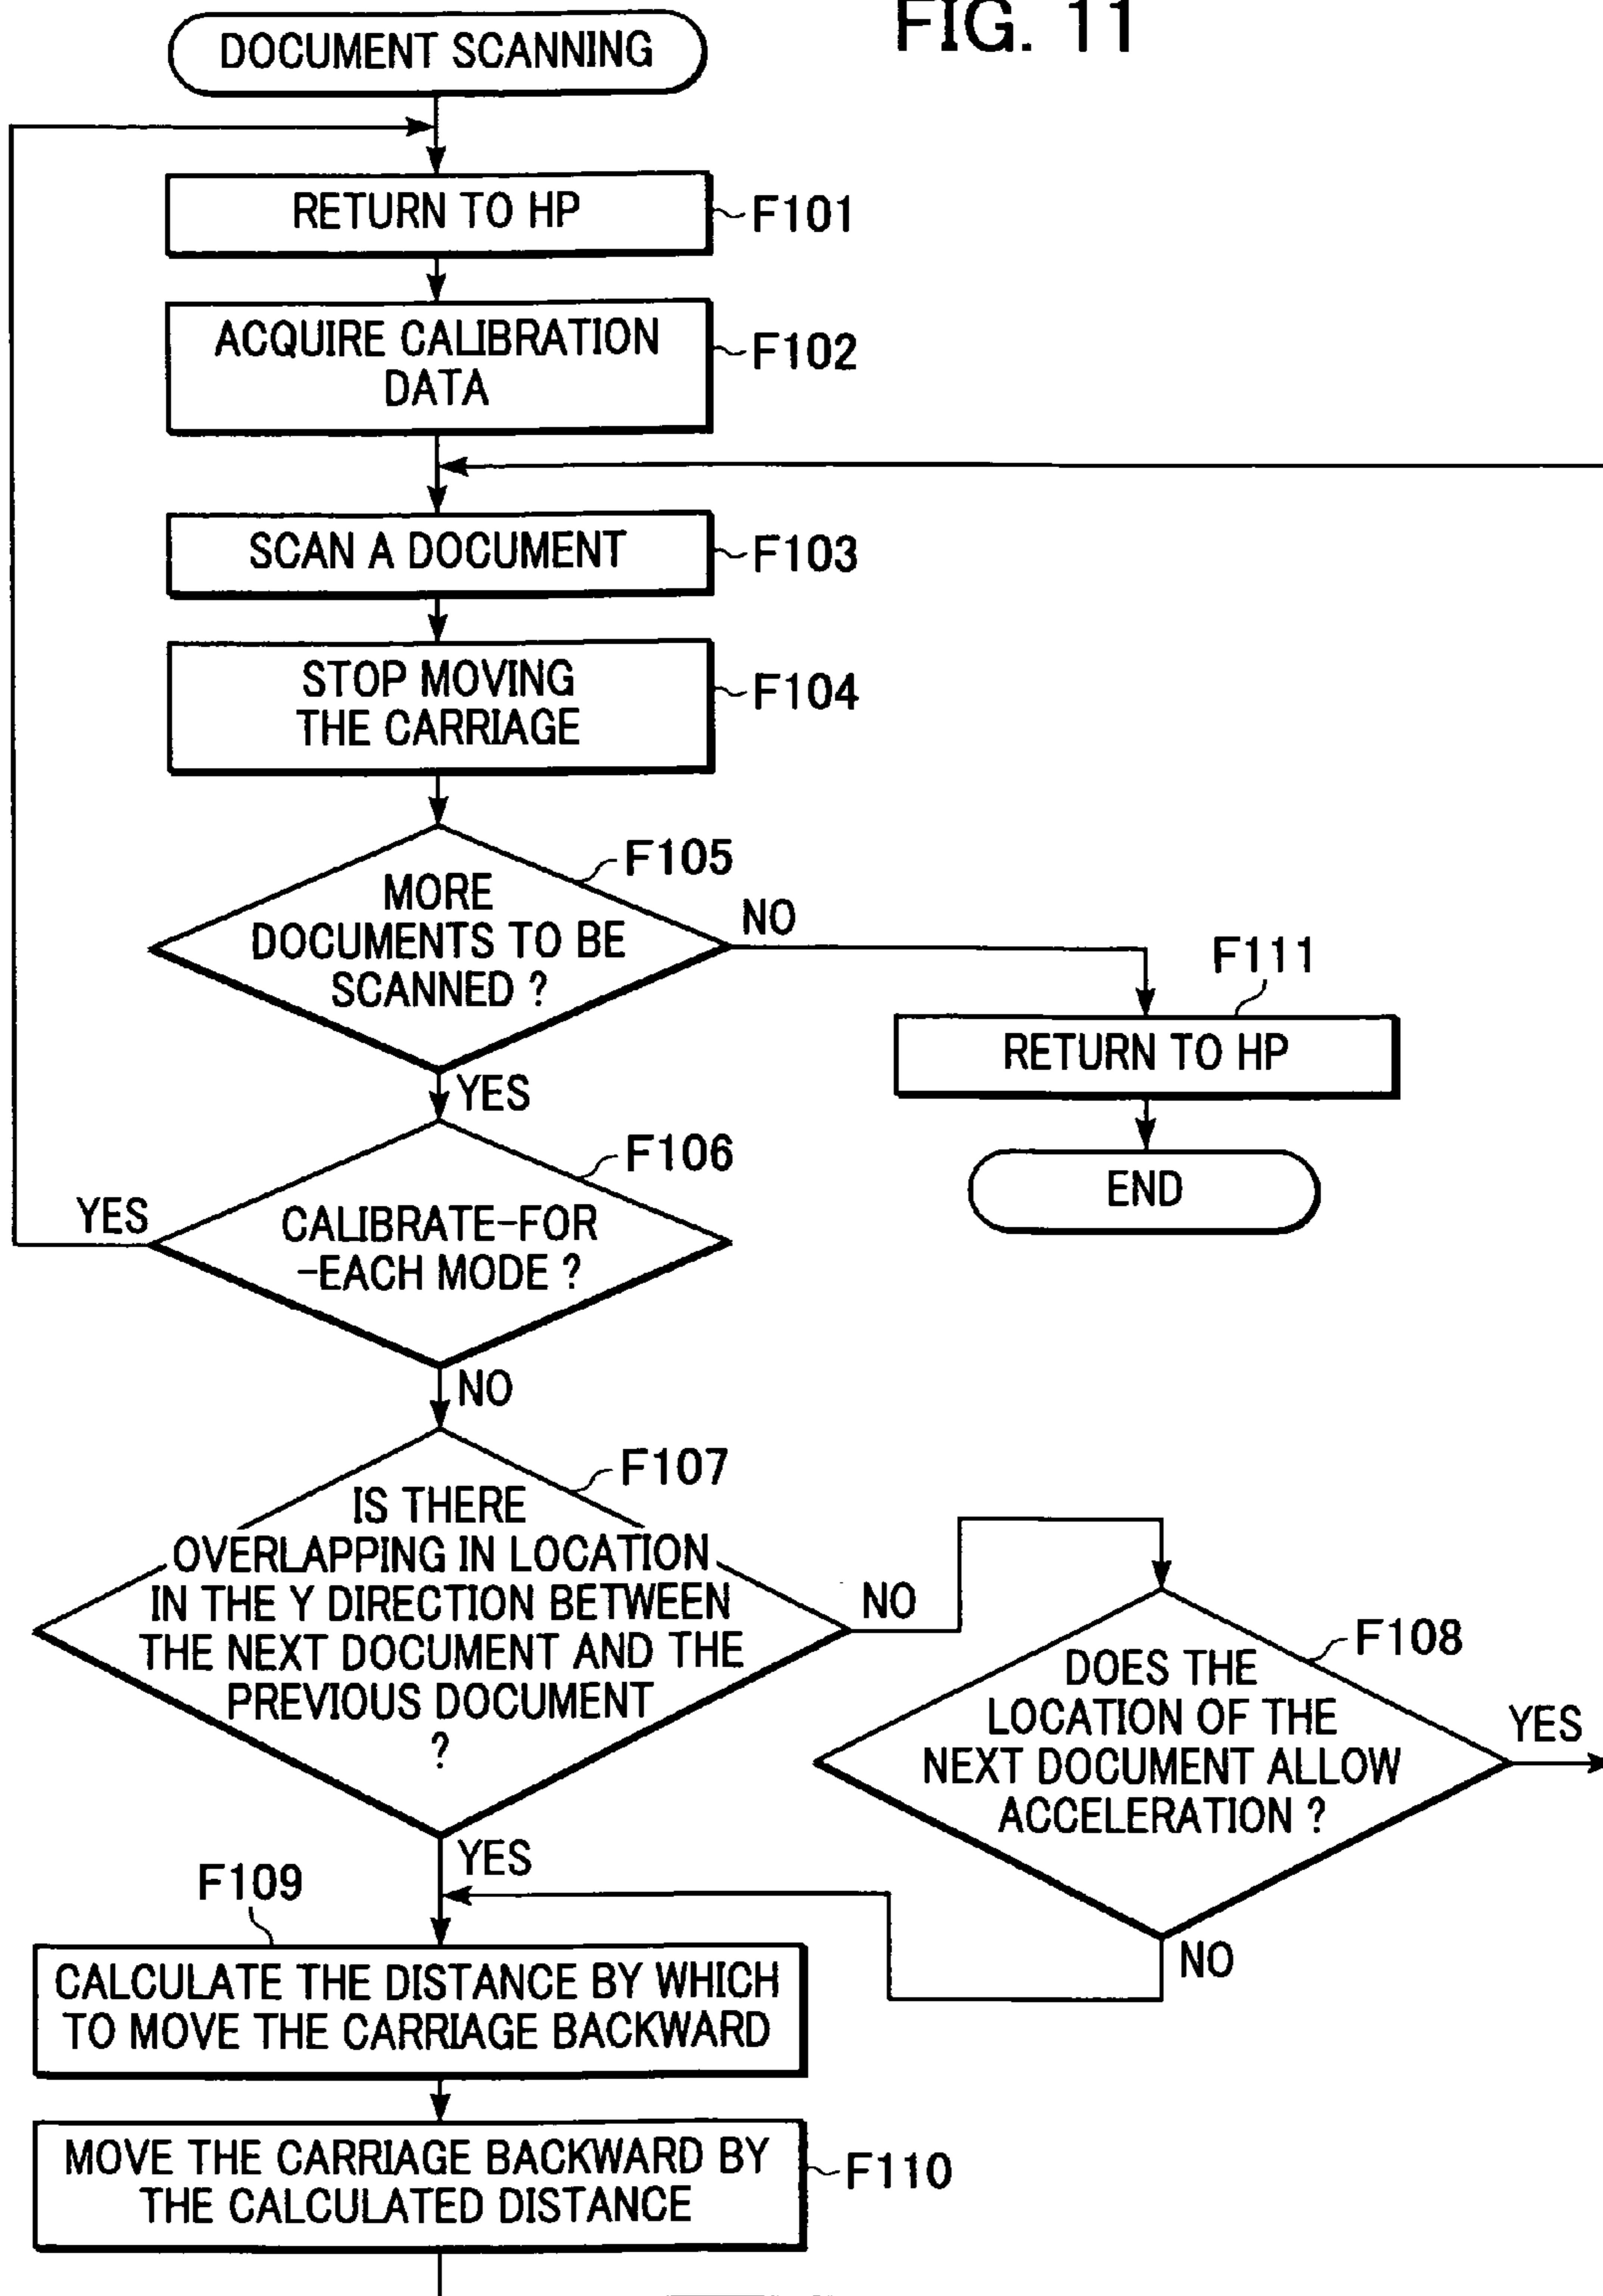 FIG. 11
DOCUMENT SCANNING
RETURN TO HP
F101
ACQUIRE CALIBRATION
DATA
F102
SCAN A DOCUMENT
F103
STOP MOVING
THE CARRIAGE
F104
F105
MORE
DOCUMENTS TO BE
SCANNED ?
NO
F111
RETURN TO HP
END
YES
F106
YES
CALIBRATE-FOR
-EACH MODE ?
NO
F107
IS THERE
OVERLAPPING IN LOCATION
IN THE Y DIRECTION BETWEEN
THE NEXT DOCUMENT AND THE
PREVIOUS DOCUMENT
?
NO
F108
DOES THE
LOCATION OF THE
NEXT DOCUMENT ALLOW
ACCELERATION ?
YES
NO
YES
F109
CALCULATE THE DISTANCE BY WHICH
TO MOVE THE CARRIAGE BACKWARD
MOVE THE CARRIAGE BACKWARD BY
THE CALCULATED DISTANCE
F110